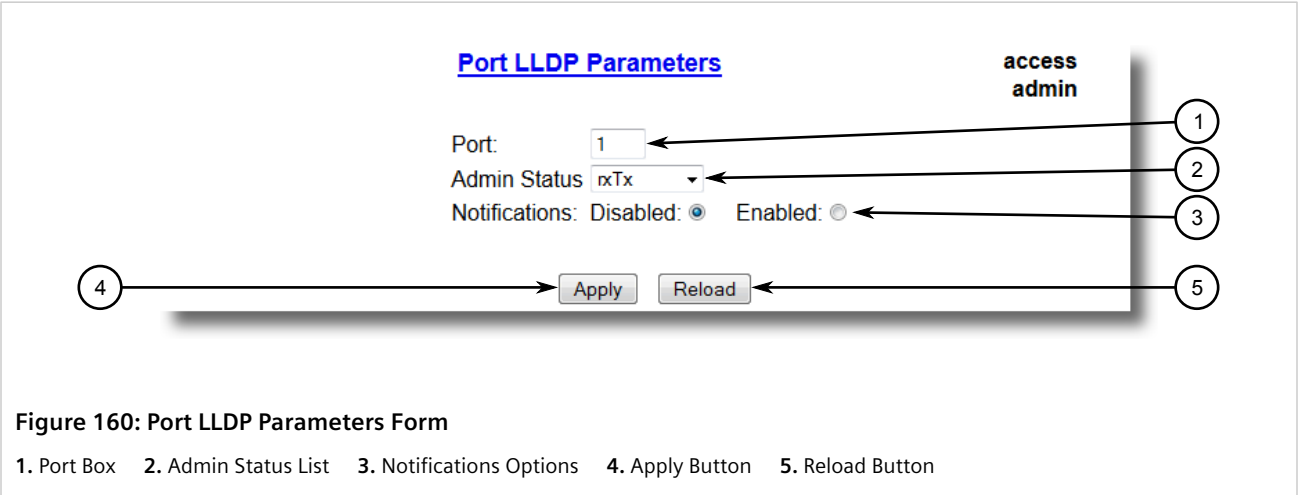 Port LLDP Parameters
access
admin
Port: 1
1
Admin Status rxTx
2
Notifications: Disabled: Enabled:
3
4
Apply Reload
5
Figure 160: Port LLDP Parameters Form
1. Port Box 2. Admin Status List 3. Notifications Options 4. Apply Button 5. Reload Button